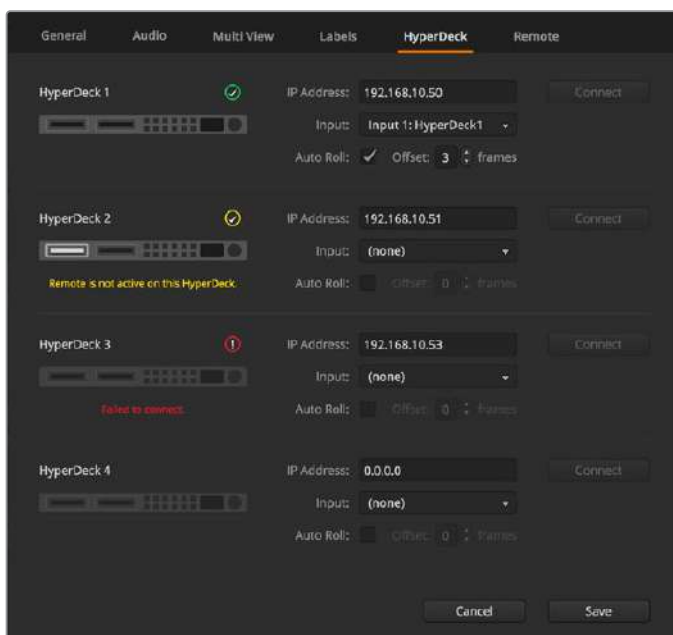 General Audio Multi View Labels HyperDeck Remote
HyperDeck 1 IP Address: 192.168.10.50 Connect
Input: Input 1: HyperDeck1
Auto Roll: Offset: 3 frames
HyperDeck 2 IP Address: 192.168.10.51 Connect
Input: (none)
Remote is not active on this HyperDeck. Auto Roll: Offset: 0 frames
HyperDeck 3 IP Address: 192.168.10.53 Connect
Input: (none)
Failed to connect. Auto Roll: Offset: 0 frames
HyperDeck 4 IP Address: 0.0.0.0 Connect
Input: (none)
Auto Roll: Offset: 0 frames
Cancel Save